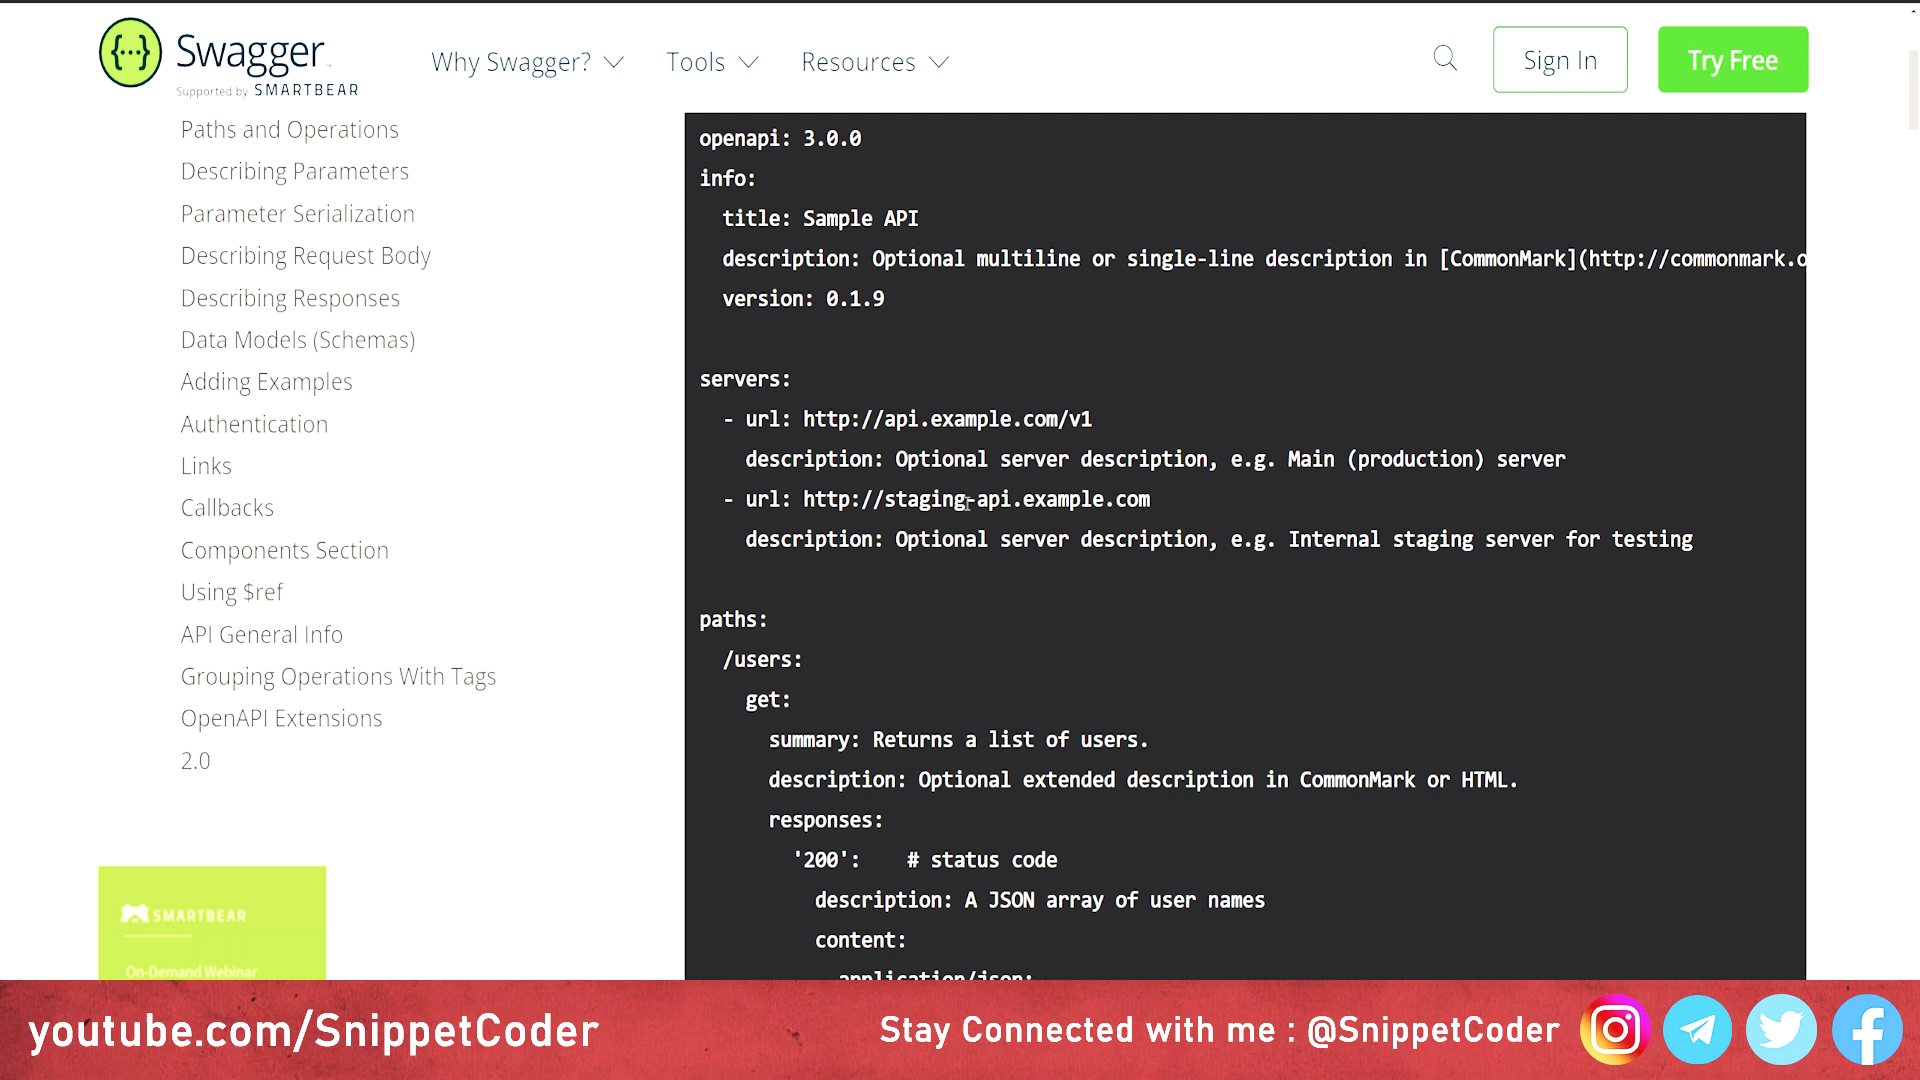 {...} Swagger
Supported by SMARTBEAR
Why Swagger?
Tools
Resources
Sign In
Try Free
Paths and Operations
Describing Parameters
Parameter Serialization
Describing Request Body
Describing Responses
Data Models (Schemas)
Adding Examples
Authentication
Links
Callbacks
Components Section
Using $ref
API General Info
Grouping Operations With Tags
OpenAPI Extensions
2.0
SMARTBEAR
On-Demand Webinar
openapi: 3.0.0
info:
  title: Sample API
  description: Optional multiline or single-line description in [CommonMark](http://commonmark.o
  version: 0.1.9
servers:
  - url: http://api.example.com/v1
    description: Optional server description, e.g. Main (production) server
  - url: http://staging-api.example.com
    description: Optional server description, e.g. Internal staging server for testing
paths:
  /users:
    get:
      summary: Returns a list of users.
      description: Optional extended description in CommonMark or HTML.
      responses:
        '200':    # status code
          description: A JSON array of user names
          content:
            application/json:
youtube.com/SnippetCoder
Stay Connected with me : @SnippetCoder